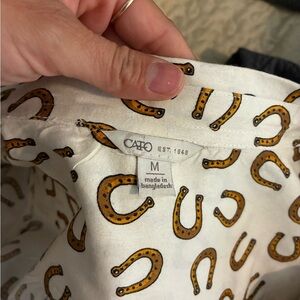 CATO EST. 1946
M
made in
bangladesh